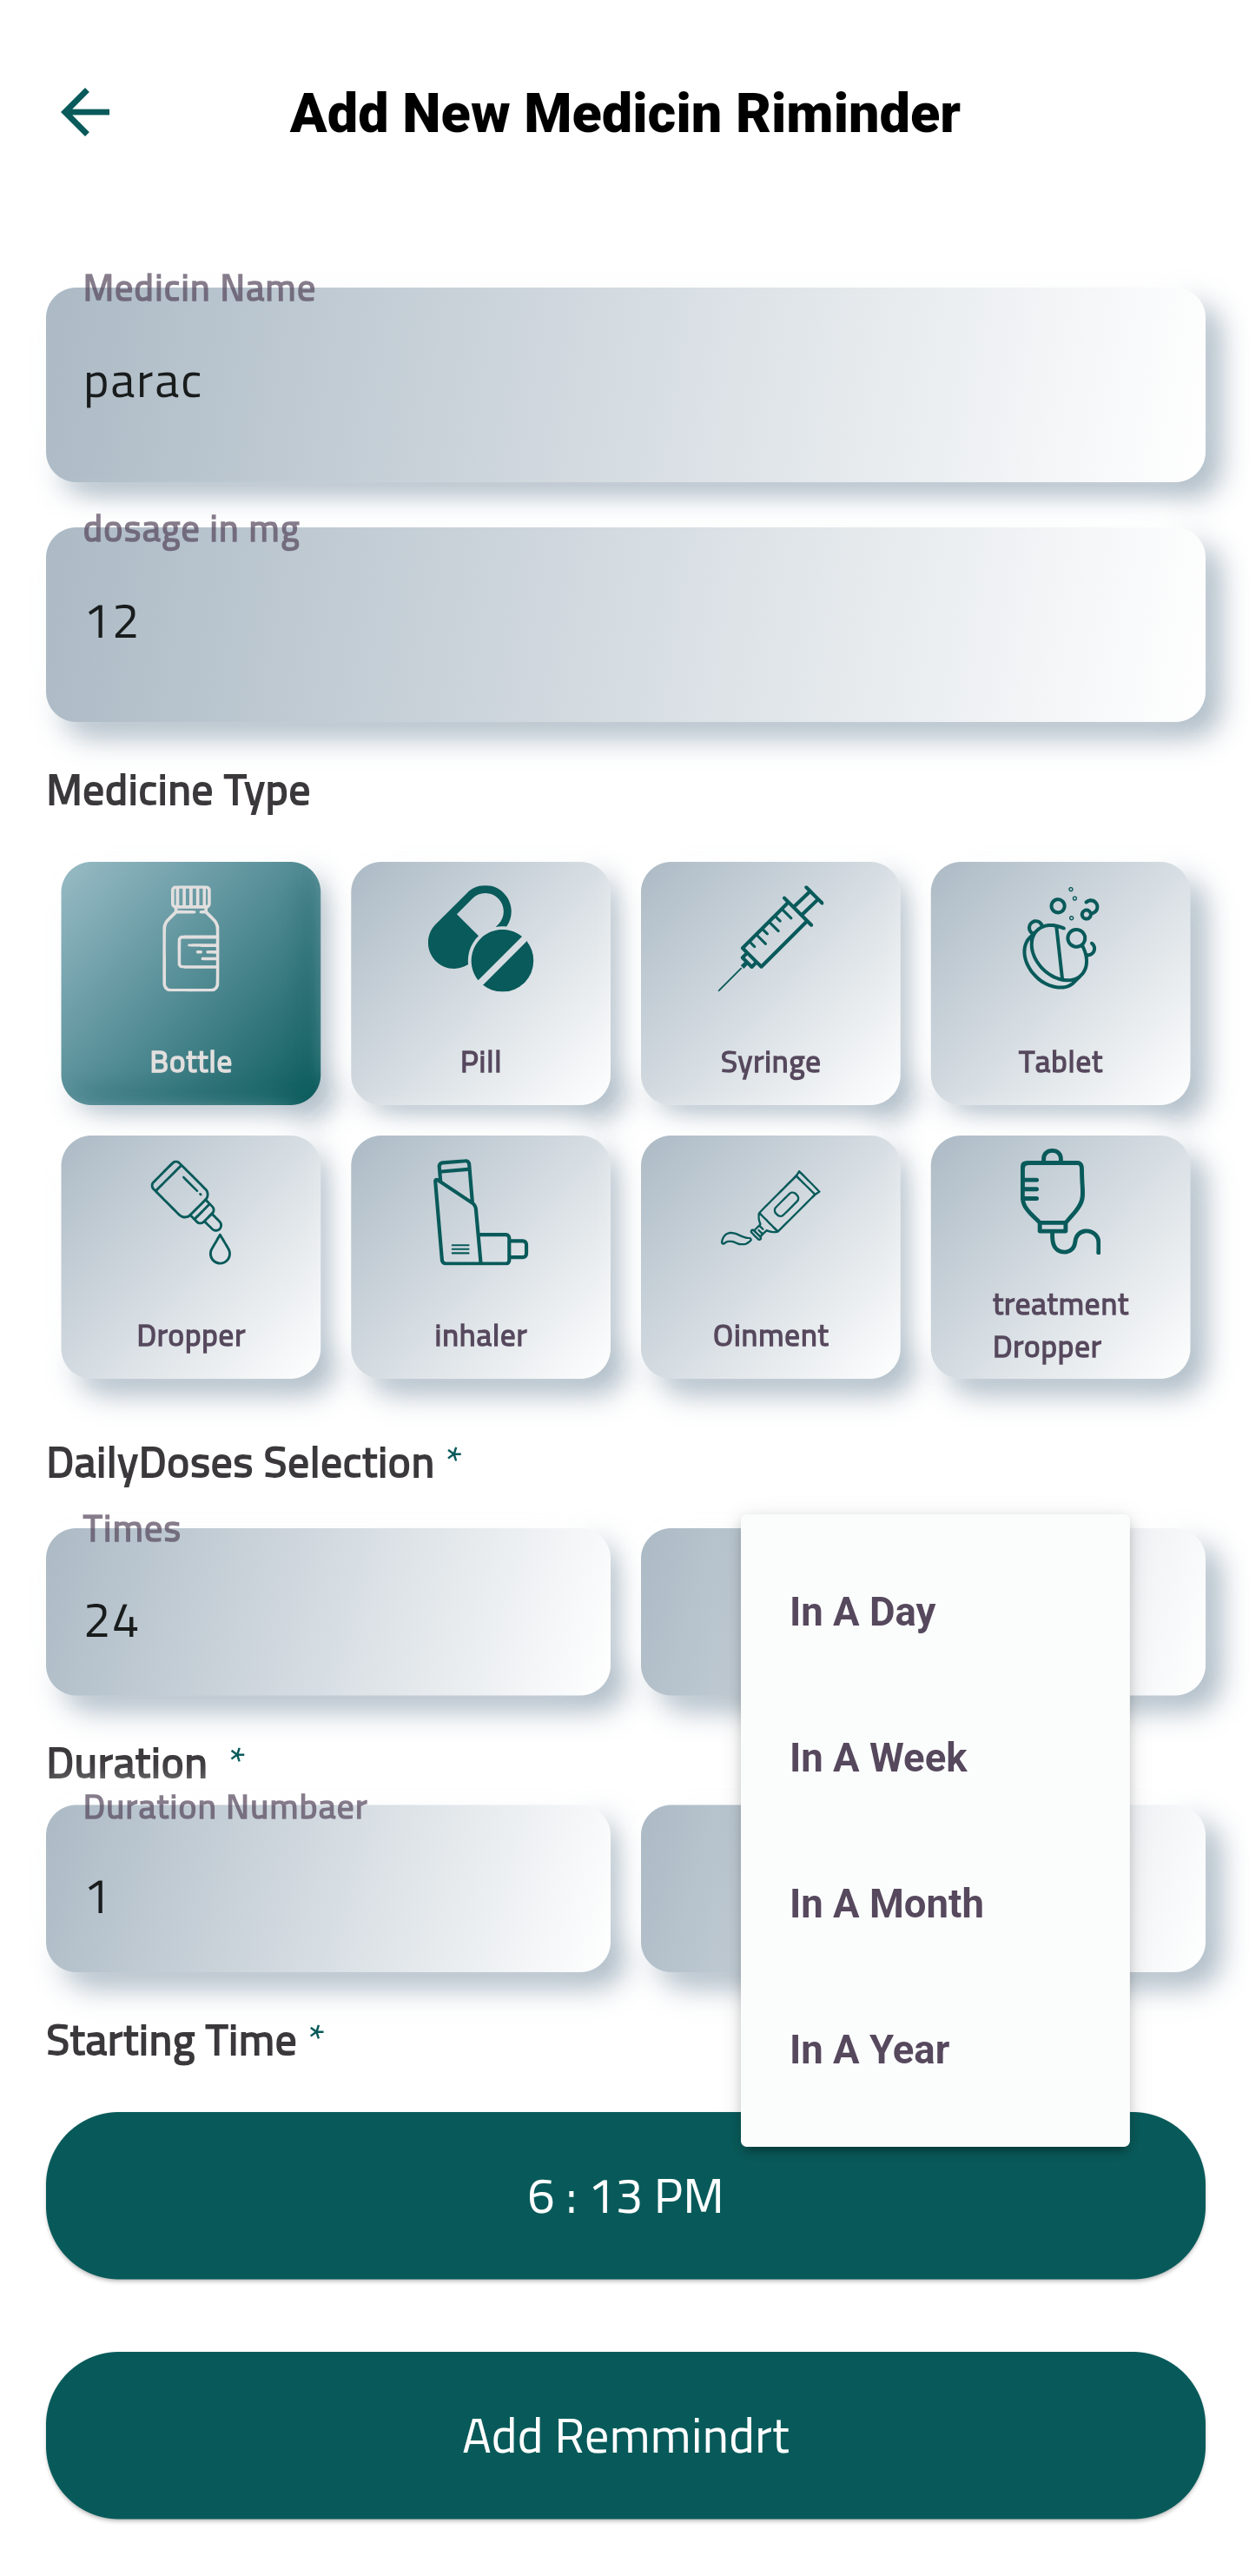 Add New Medicin Riminder
Medicin Name
parac
dosage in mg
12
Medicine Type
Bottle
Pill
Syringe
Tablet
Dropper
inhaler
Oinment
treatment
Dropper
DailyDoses Selection *
Times
24
In A Day
In A Week
In A Month
In A Year
Duration *
Duration Numbaer
1
Starting Time *
6 : 13 PM
Add Remmindrt